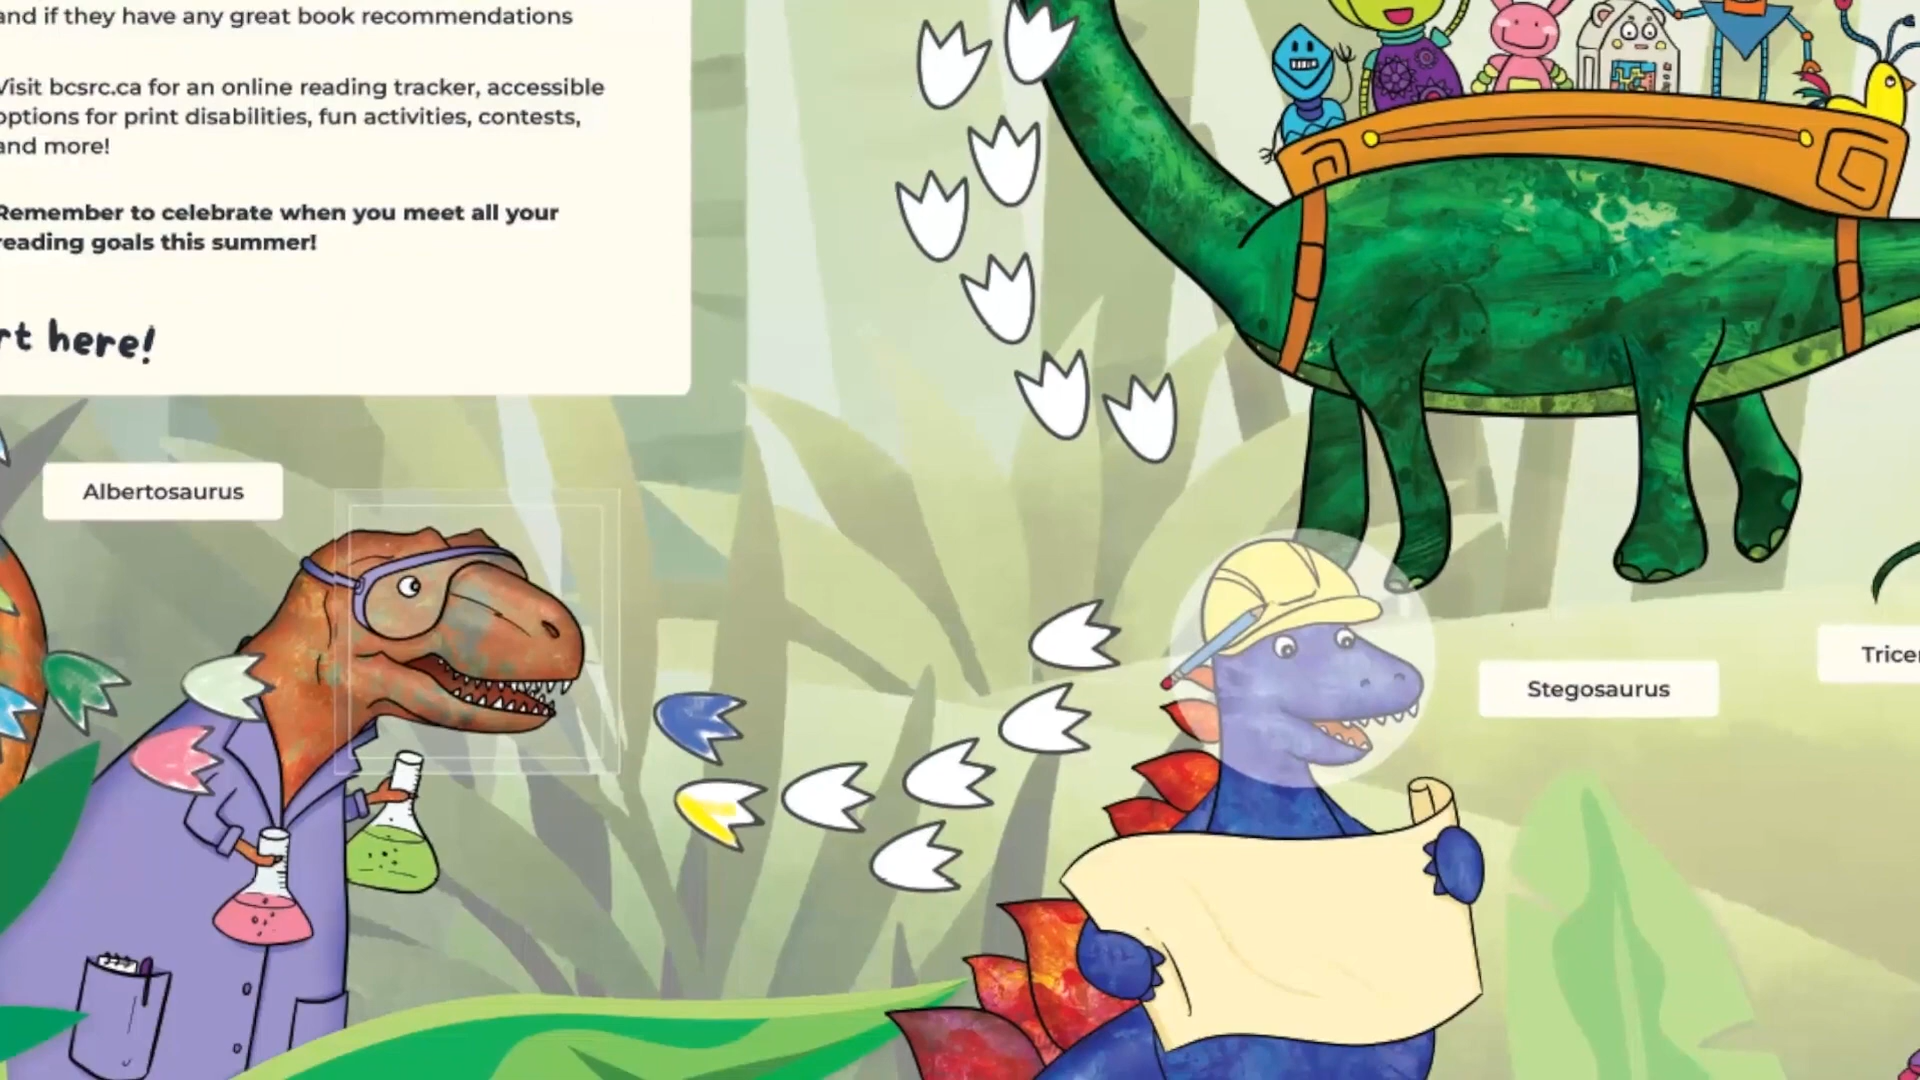 and if they have any great book recommendations
Visit bcsrc.ca for an online reading tracker, accessible
options for print disabilities, fun activities, contests,
and more!
Remember to celebrate when you meet all your
reading goals this summer!
rt here!
Albertosaurus
Stegosaurus
Tricer